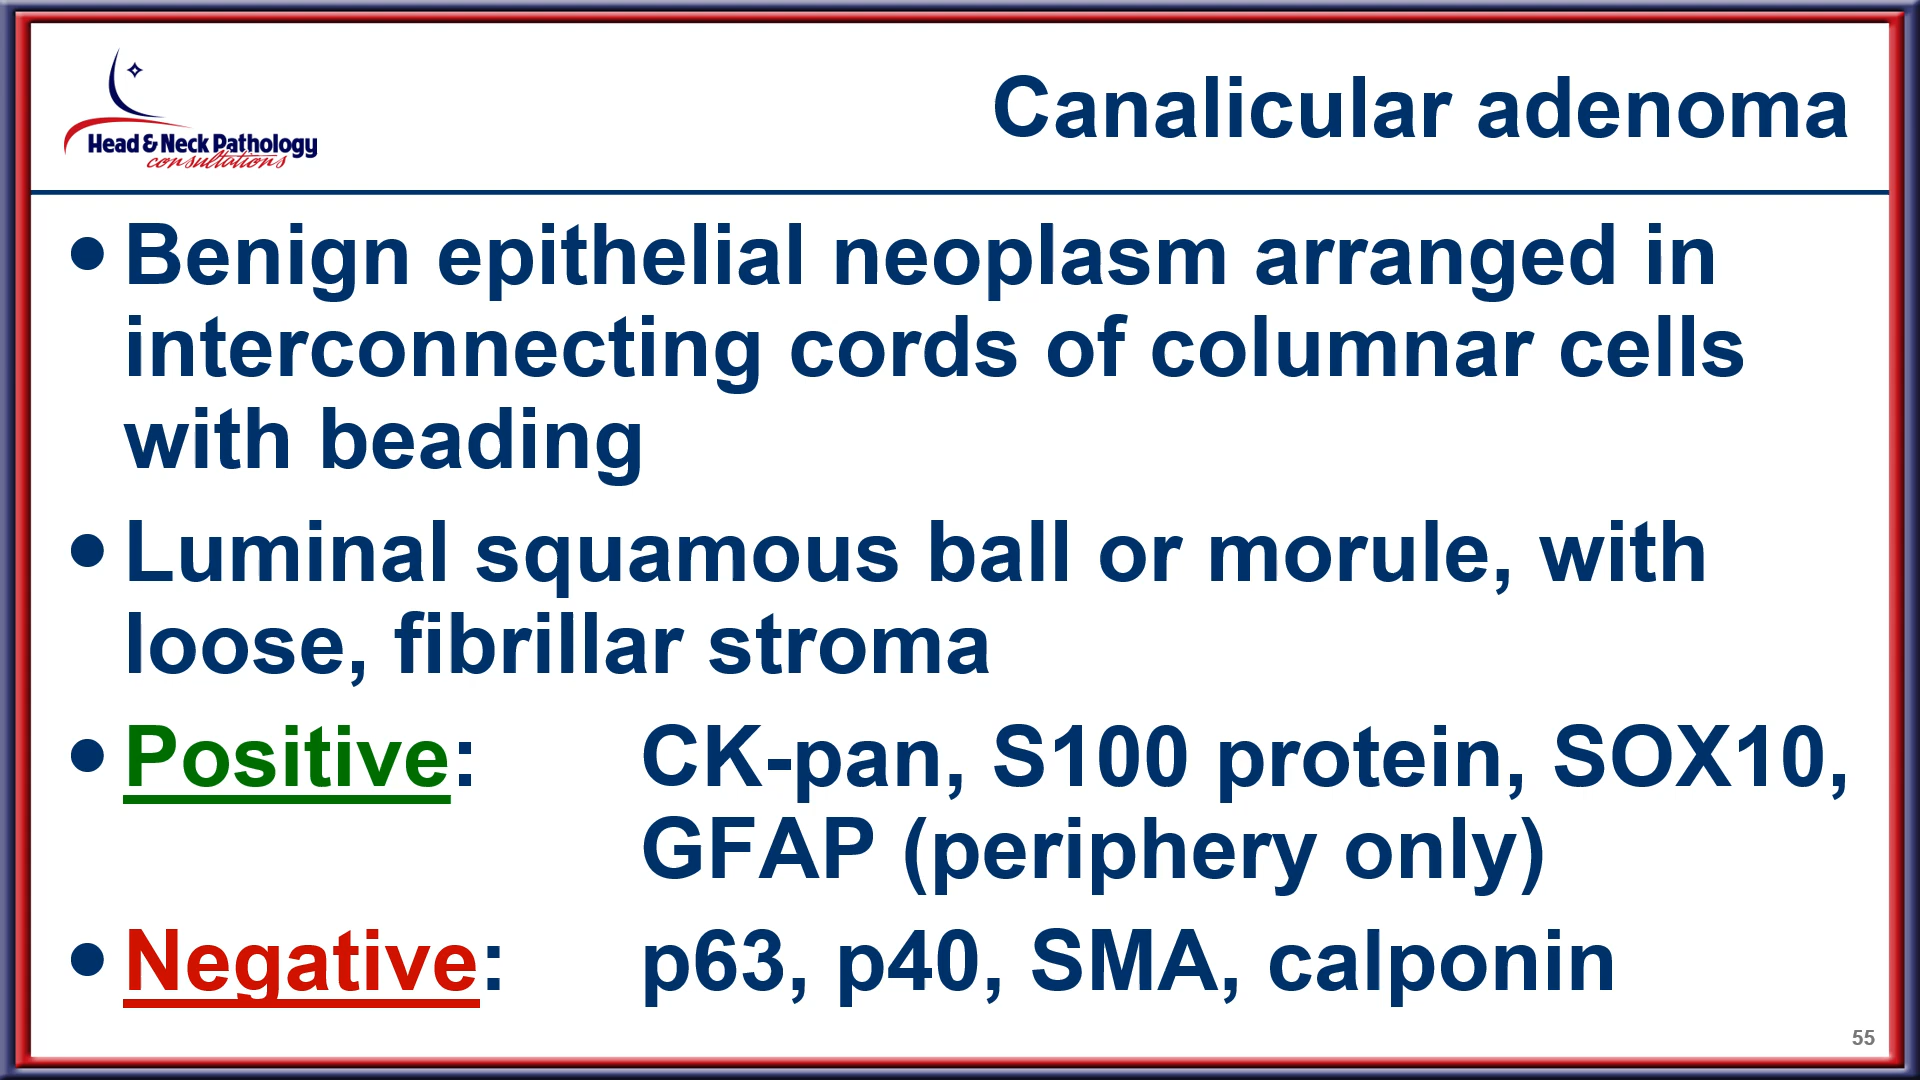 Head & Neck Pathology
consultations
Canalicular adenoma
• Benign epithelial neoplasm arranged in
interconnecting cords of columnar cells
with beading
• Luminal squamous ball or morule, with
loose, fibrillar stroma
• Positive: CK-pan, S100 protein, SOX10,
GFAP (periphery only)
• Negative: p63, p40, SMA, calponin
55